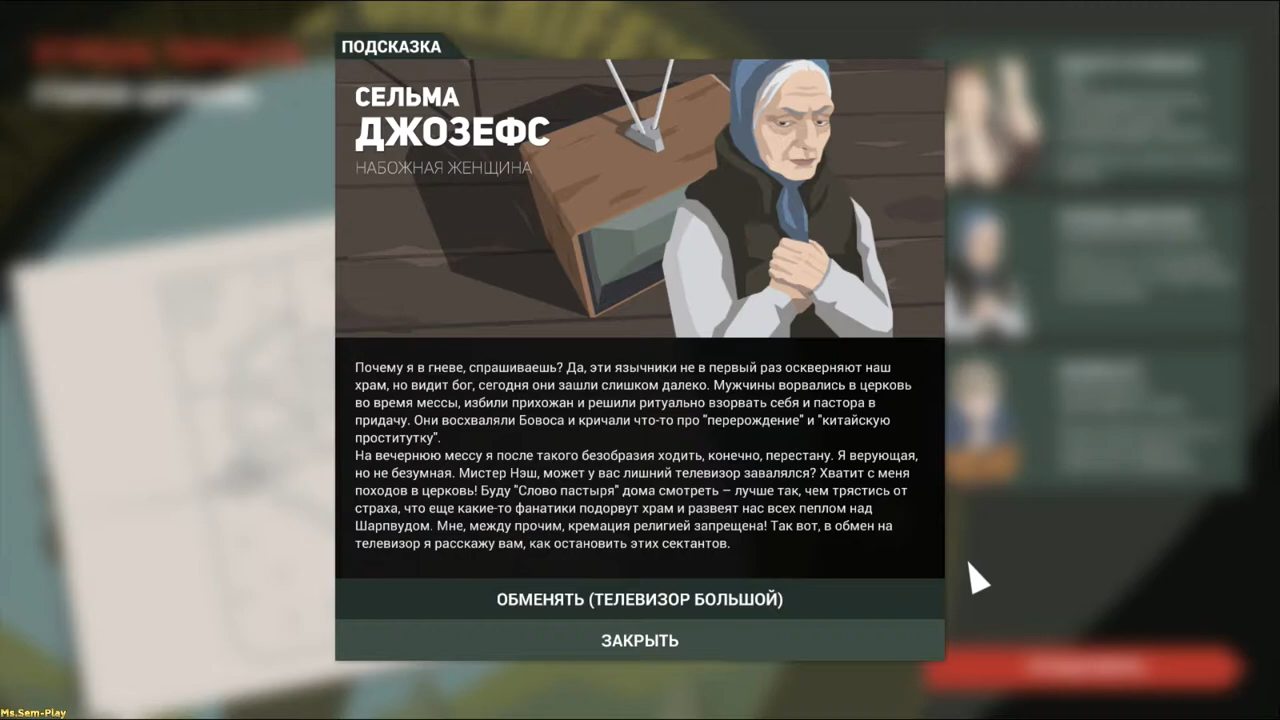 ПОДСКАЗКА
СЕЛЬМА
ДЖОЗЕФС
НАБОЖНАЯ ЖЕНЩИНА
Почему я в гневе, спрашиваешь? Да, эти язычники не в первый раз оскверняют наш
храм, но видит бог, сегодня они зашли слишком далеко. Мужчины ворвались в церковь
во время мессы, избили прихожан и решили ритуально взорвать себя и пастора в
придачу. Они восхваляли Бовоса и кричали что-то про "перерождение" и "китайскую
проститутку".
На вечернюю мессу я после такого безобразия ходить, конечно, перестану. Я верующая,
но не безумная. Мистер Нэш, может у вас лишний телевизор завалялся? Хватит с меня
походов в церковь! Буду "Слово пастыря" дома смотреть – лучше так, чем трястись от
страха, что еще какие-то фанатики подорвут храм и развеят нас всех пеплом над
Шарпвудом. Мне, между прочим, кремация религией запрещена! Так вот, в обмен на
телевизор я расскажу вам, как остановить этих сектантов.
ОБМЕНЯТЬ (ТЕЛЕВИЗОР БОЛЬШОЙ)
ЗАКРЫТЬ
Ms.Sem-Play